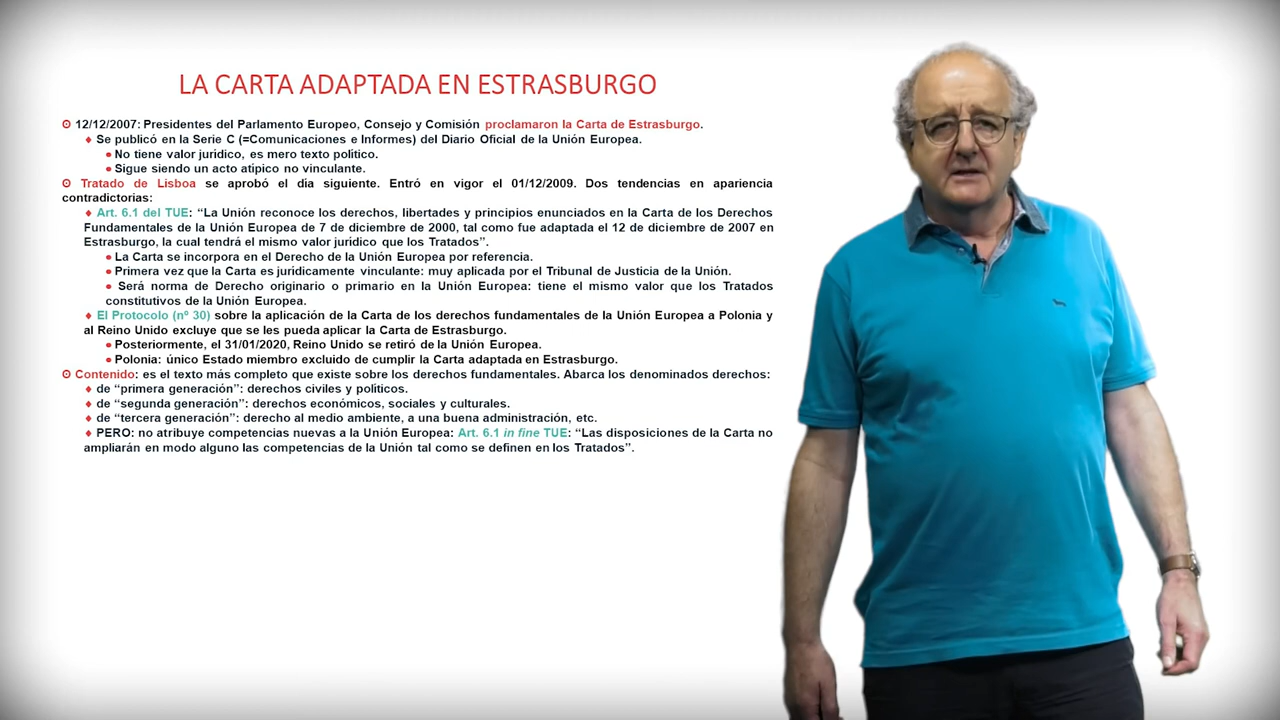 LA CARTA ADAPTADA EN ESTRASBURGO
12/12/2007: Presidentes del Parlamento Europeo, Consejo y Comisión proclamaron la Carta de Estrasburgo.
Se publicó en la Serie C (=Comunicaciones e Informes) del Diario Oficial de la Unión Europea.
No tiene valor juridico, es mero texto politico.
Sigue siendo un acto atipico no vinculante.
Tratado de Lisboa se aprobó el dia siguiente. Entró en vigor el 01/12/2009. Dos tendencias en apariencia
contradictorias:
Art. 6.1 del TUE: “La Unión reconoce los derechos, libertades y principios enunciados en la Carta de los Derechos
Fundamentales de la Unión Europea de 7 de diciembre de 2000, tal como fue adaptada el 12 de diciembre de 2007 en
Estrasburgo, la cual tendrá el mismo valor juridico que los Tratados”.
La Carta se incorpora en el Derecho de la Unión Europea por referencia.
Primera vez que la Carta es juridicamente vinculante: muy aplicada por el Tribunal de Justicia de la Unión.
Será norma de Derecho originario o primario en la Unión Europea: tiene el mismo valor que los Tratados
constitutivos de la Unión Europea.
El Protocolo (nº 30) sobre la aplicación de la Carta de los derechos fundamentales de la Unión Europea a Polonia y
al Reino Unido excluye que se les pueda aplicar la Carta de Estrasburgo.
Posteriormente, el 31/01/2020, Reino Unido se retiró de la Unión Europea.
Polonia: único Estado miembro excluido de cumplir la Carta adaptada en Estrasburgo.
Contenido: es el texto más completo que existe sobre los derechos fundamentales. Abarca los denominados derechos:
de “primera generación”: derechos civiles y politicos.
de “segunda generación”: derechos económicos, sociales y culturales.
de “tercera generación”: derecho al medio ambiente, a una buena administración, etc.
PERO: no atribuye competencias nuevas a la Unión Europea: Art. 6.1 in fine TUE: “Las disposiciones de la Carta no
ampliarán en modo alguno las competencias de la Unión tal como se definen en los Tratados”.